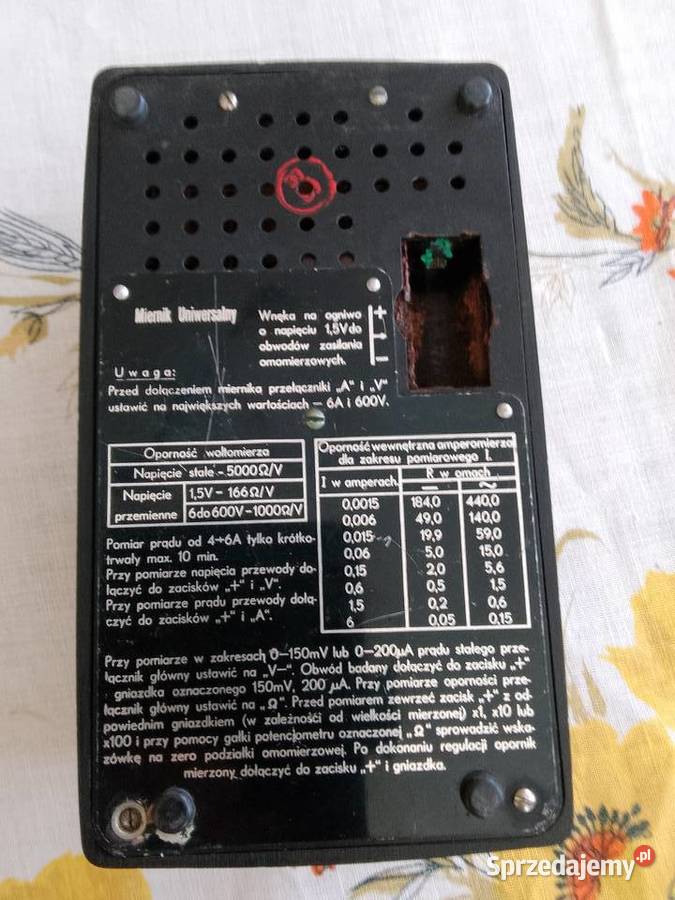 Miernik Uniwersalny
Wnęka na ogniwo
o napięciu 1,5V do
obwodów zasilania
omomierzowych.
+
−
Uwaga:
Przed dołączeniem miernika przełączniki „A" i „V"
ustawić na największych wartościach – 6A i 600V.
Oporność woltomierza
Napięcie stałe - 5000Ω/V
Napięcie przemienne
1,5V – 166Ω/V
6 do 600V – 1000Ω/V
Pomiar prądu od 4÷6A tylko krótko-
trwały max. 10 min.
Przy pomiarze napięcia przewody do-
łączyć do zacisków „+" i „V".
Przy pomiarze prądu przewody dołą-
czyć do zacisków „+" i „A".
Oporność wewnętrzna amperomierza
dla zakresu pomiarowego I.
I w amperach. R w omach
— ~
0,0015 184,0 440,0
0,006 49,0 140,0
0,015 19,9 59,0
0,06 5,0 15,0
0,15 2,0 5,6
0,6 0,5 1,5
1,5 0,2 0,6
6 0,05 0,15
Przy pomiarze w zakresach 0–150mV lub 0–200µA prądu stałego prze-
łącznik główny ustawić na „V–". Obwód badany dołączyć do zacisku „+"
i gniazdka oznaczonego 150mV, 200 µA. Przy pomiarze oporności prze-
łącznik główny ustawić na „Ω". Przed pomiarem zewrzeć zacisk „+" z od-
powiednim gniazdkiem (w zależności od wielkości mierzonej) x1, x10 lub
x100 i przy pomocy gałki potencjometru oznaczonej „Ω" sprowadzić wska-
zówkę na zero podziałki omomierzowej. Po dokonaniu regulacji opornik
mierzony dołączyć do zacisku „+" i gniazdka.
Sprzedajemy.pl